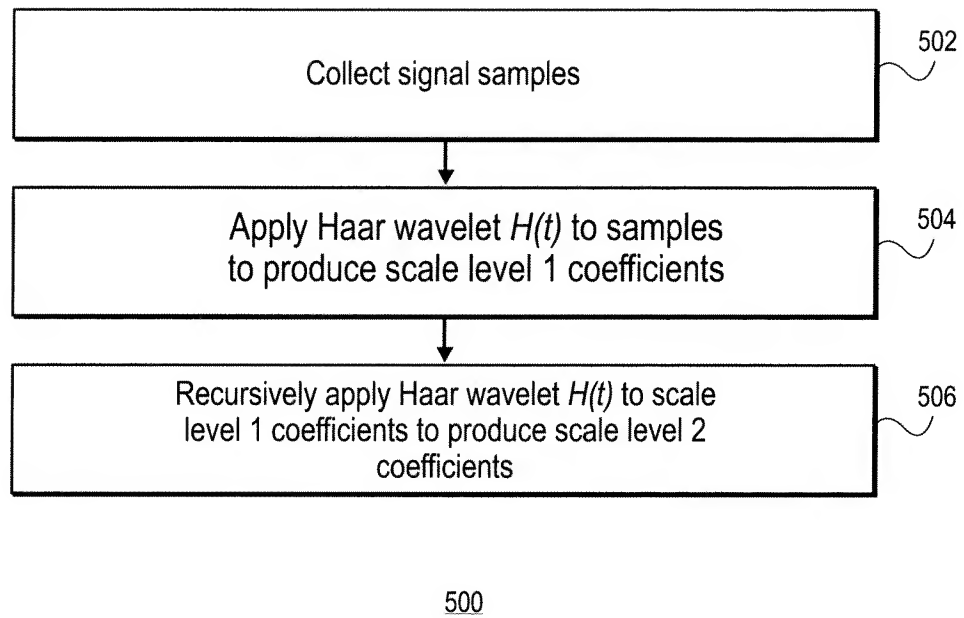 Collect signal samples
502
Apply Haar wavelet H(t) to samples
to produce scale level 1 coefficients
504
Recursively apply Haar wavelet H(t) to scale
level 1 coefficients to produce scale level 2
coefficients
506
500